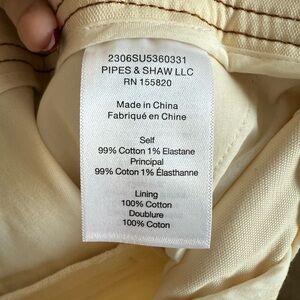 2306SU5360331
PIPES & SHAW LLC
RN 155820
Made in China
Fabriqué en Chine
Self
99% Cotton 1% Elastane
Principal
99% Coton 1% Élasthanne
Lining
100% Cotton
Doublure
100% Coton